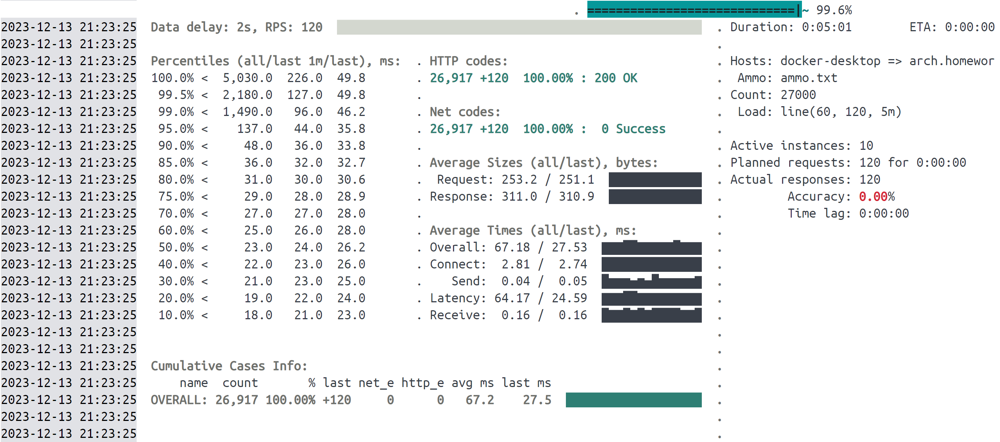 . =============================|~ 99.6%
2023-12-13 21:23:25 Data delay: 2s, RPS: 120 . Duration: 0:05:01 ETA: 0:00:00
2023-12-13 21:23:25 .
2023-12-13 21:23:25 Percentiles (all/last 1m/last), ms: . HTTP codes: . Hosts: docker-desktop => arch.homewor
2023-12-13 21:23:25 100.0% < 5,030.0 226.0 49.8 . 26,917 +120 100.00% : 200 OK . Ammo: ammo.txt
2023-12-13 21:23:25 99.5% < 2,180.0 127.0 49.8 . . Count: 27000
2023-12-13 21:23:25 99.0% < 1,490.0 96.0 46.2 . Net codes: . Load: line(60, 120, 5m)
2023-12-13 21:23:25 95.0% < 137.0 44.0 35.8 . 26,917 +120 100.00% : 0 Success .
2023-12-13 21:23:25 90.0% < 48.0 36.0 33.8 . . Active instances: 10
2023-12-13 21:23:25 85.0% < 36.0 32.0 32.7 . Average Sizes (all/last), bytes: . Planned requests: 120 for 0:00:00
2023-12-13 21:23:25 80.0% < 31.0 30.0 30.6 . Request: 253.2 / 251.1 . Actual responses: 120
2023-12-13 21:23:25 75.0% < 29.0 28.0 28.9 . Response: 311.0 / 310.9 . Accuracy: 0.00%
2023-12-13 21:23:25 70.0% < 27.0 27.0 28.0 . . Time lag: 0:00:00
2023-12-13 21:23:25 60.0% < 25.0 26.0 28.0 . Average Times (all/last), ms: .
2023-12-13 21:23:25 50.0% < 23.0 24.0 26.2 . Overall: 67.18 / 27.53 .
2023-12-13 21:23:25 40.0% < 22.0 23.0 26.0 . Connect: 2.81 / 2.74 .
2023-12-13 21:23:25 30.0% < 21.0 23.0 25.0 . Send: 0.04 / 0.05 .
2023-12-13 21:23:25 20.0% < 19.0 22.0 24.0 . Latency: 64.17 / 24.59 .
2023-12-13 21:23:25 10.0% < 18.0 21.0 23.0 . Receive: 0.16 / 0.16 .
2023-12-13 21:23:25 .
2023-12-13 21:23:25 .
2023-12-13 21:23:25 Cumulative Cases Info: .
2023-12-13 21:23:25 name count % last net_e http_e avg ms last ms .
2023-12-13 21:23:25 OVERALL: 26,917 100.00% +120 0 0 67.2 27.5 .
2023-12-13 21:23:25 .
2023-12-13 21:23:25 .